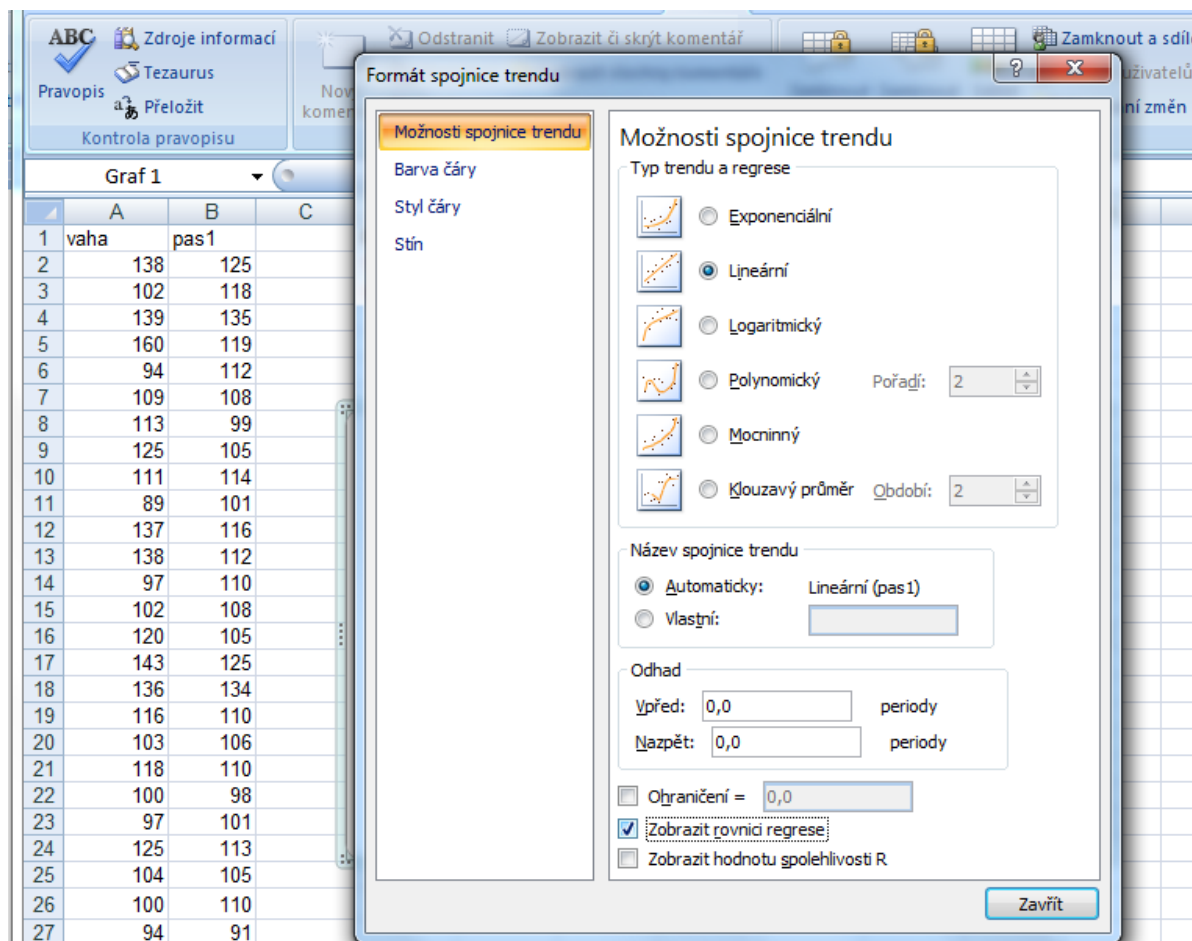 ABC Zdroje informací Odstranit Zobrazit či skrýt komentář Zamknout a sdíle
Tezaurus uživatelů
Pravopis Přeložit Nov
komen ní změn
Kontrola pravopisu
Formát spojnice trendu ? X
Graf 1
A B C
1 vaha pas1
2 138 125
3 102 118
4 139 135
5 160 119
6 94 112
7 109 108
8 113 99
9 125 105
10 111 114
11 89 101
12 137 116
13 138 112
14 97 110
15 102 108
16 120 105
17 143 125
18 136 134
19 116 110
20 103 106
21 118 110
22 100 98
23 97 101
24 125 113
25 104 105
26 100 110
27 94 91
Možnosti spojnice trendu
Barva čáry
Styl čáry
Stín
Možnosti spojnice trendu
Typ trendu a regrese
Exponenciální
Lineární
Logaritmický
Polynomický Pořadí: 2
Mocninný
Klouzavý průměr Období: 2
Název spojnice trendu
Automaticky: Lineární (pas1)
Vlastní:
Odhad
Vpřed: 0,0 periody
Nazpět: 0,0 periody
Ohraničení = 0,0
Zobrazit rovnici regrese
Zobrazit hodnotu spolehlivosti R
Zavřít